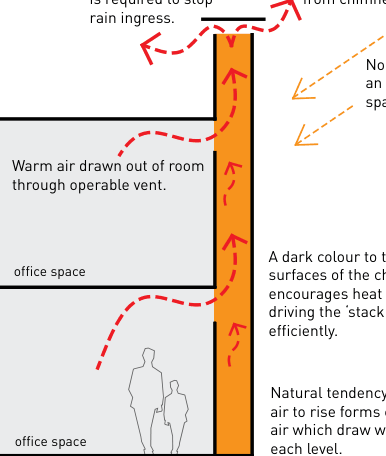 is required to stop
rain ingress.
from chimne
No
an
spa
Warm air drawn out of room
through operable vent.
office space
A dark colour to t
surfaces of the ch
encourages heat
driving the ‘stack
efficiently.
Natural tendency
air to rise forms
air which draw w
each level.
office space